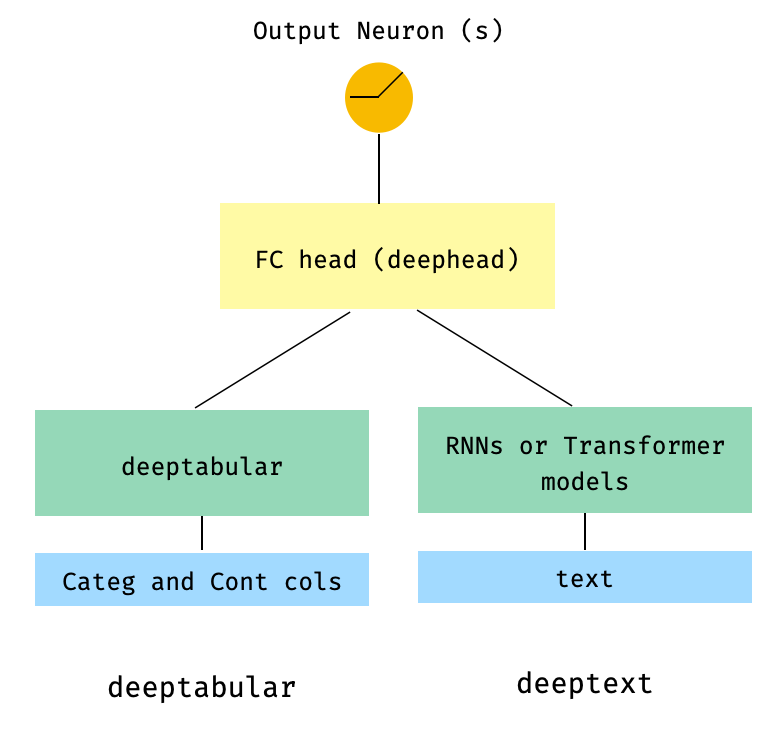 Output Neuron (s)
FC head (deephead)
deeptabular
RNNs or Transformer
models
Categ and Cont cols
text
deeptabular
deeptext